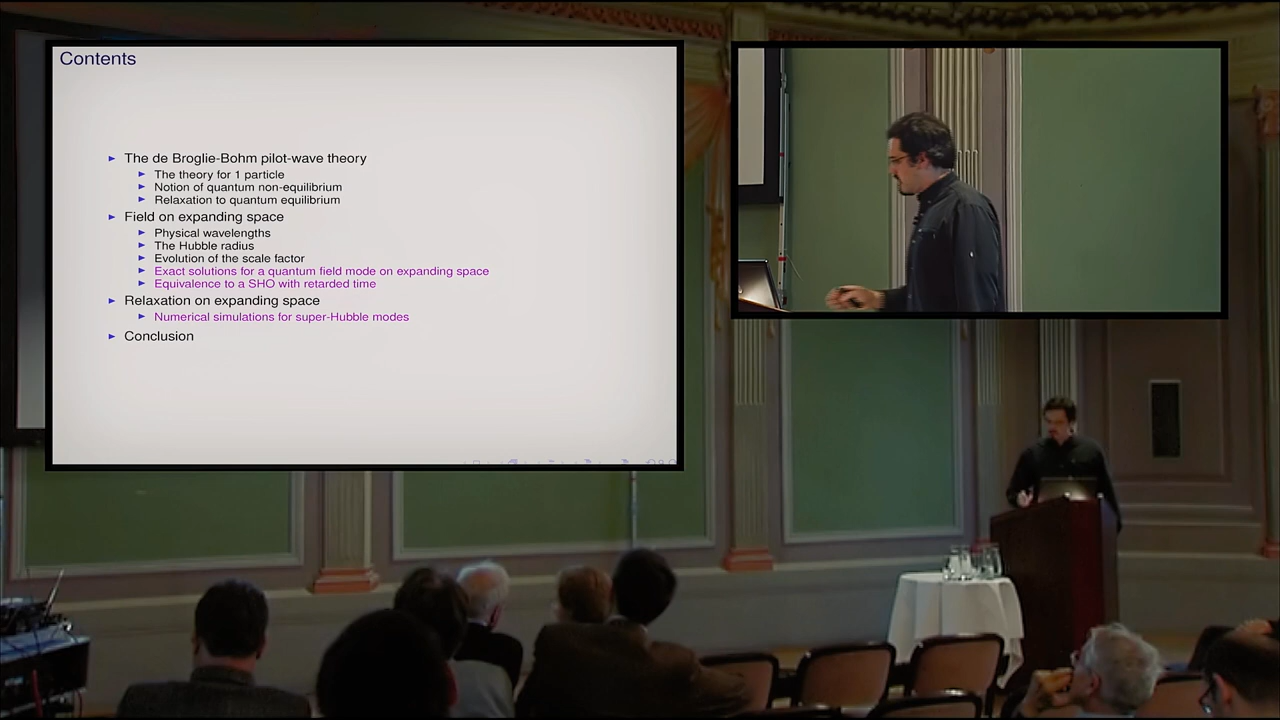 Contents
The de Broglie-Bohm pilot-wave theory
The theory for 1 particle
Notion of quantum non-equilibrium
Relaxation to quantum equilibrium
Field on expanding space
Physical wavelengths
The Hubble radius
Evolution of the scale factor
Exact solutions for a quantum field mode on expanding space
Equivalence to a SHO with retarded time
Relaxation on expanding space
Numerical simulations for super-Hubble modes
Conclusion